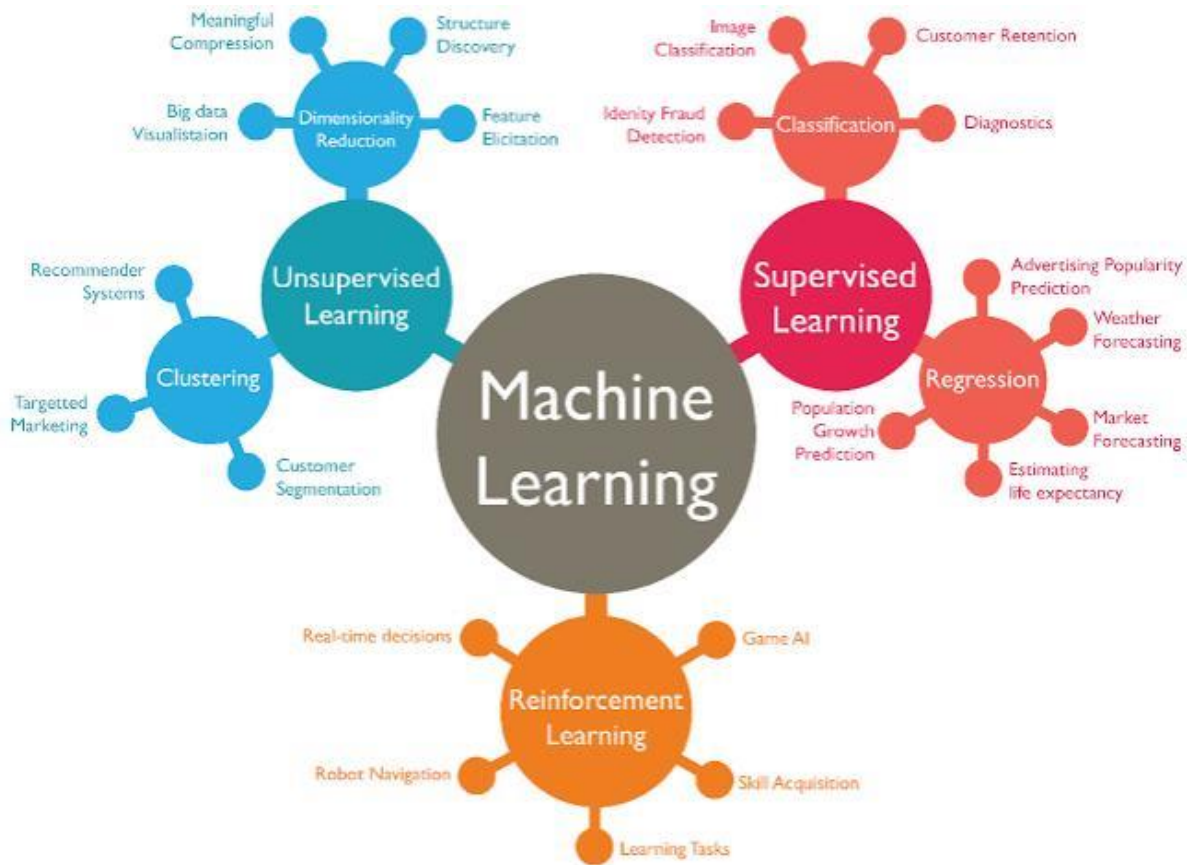 Meaningful
Compression
Structure
Discovery
Big data
Visualistaion
Dimensionality
Reduction
Feature
Elicitation
Image
Classification
Customer Retention
Idenity Fraud
Detection
Classification
Diagnostics
Recommender
Systems
Unsupervised
Learning
Clustering
Targetted
Marketing
Customer
Segmentation
Machine
Learning
Supervised
Learning
Advertising Popularity
Prediction
Weather
Forecasting
Regression
Population
Growth
Prediction
Market
Forecasting
Estimating
life expectancy
Real-time decisions
Game AI
Reinforcement
Learning
Robot Navigation
Skill Acquisition
Learning Tasks